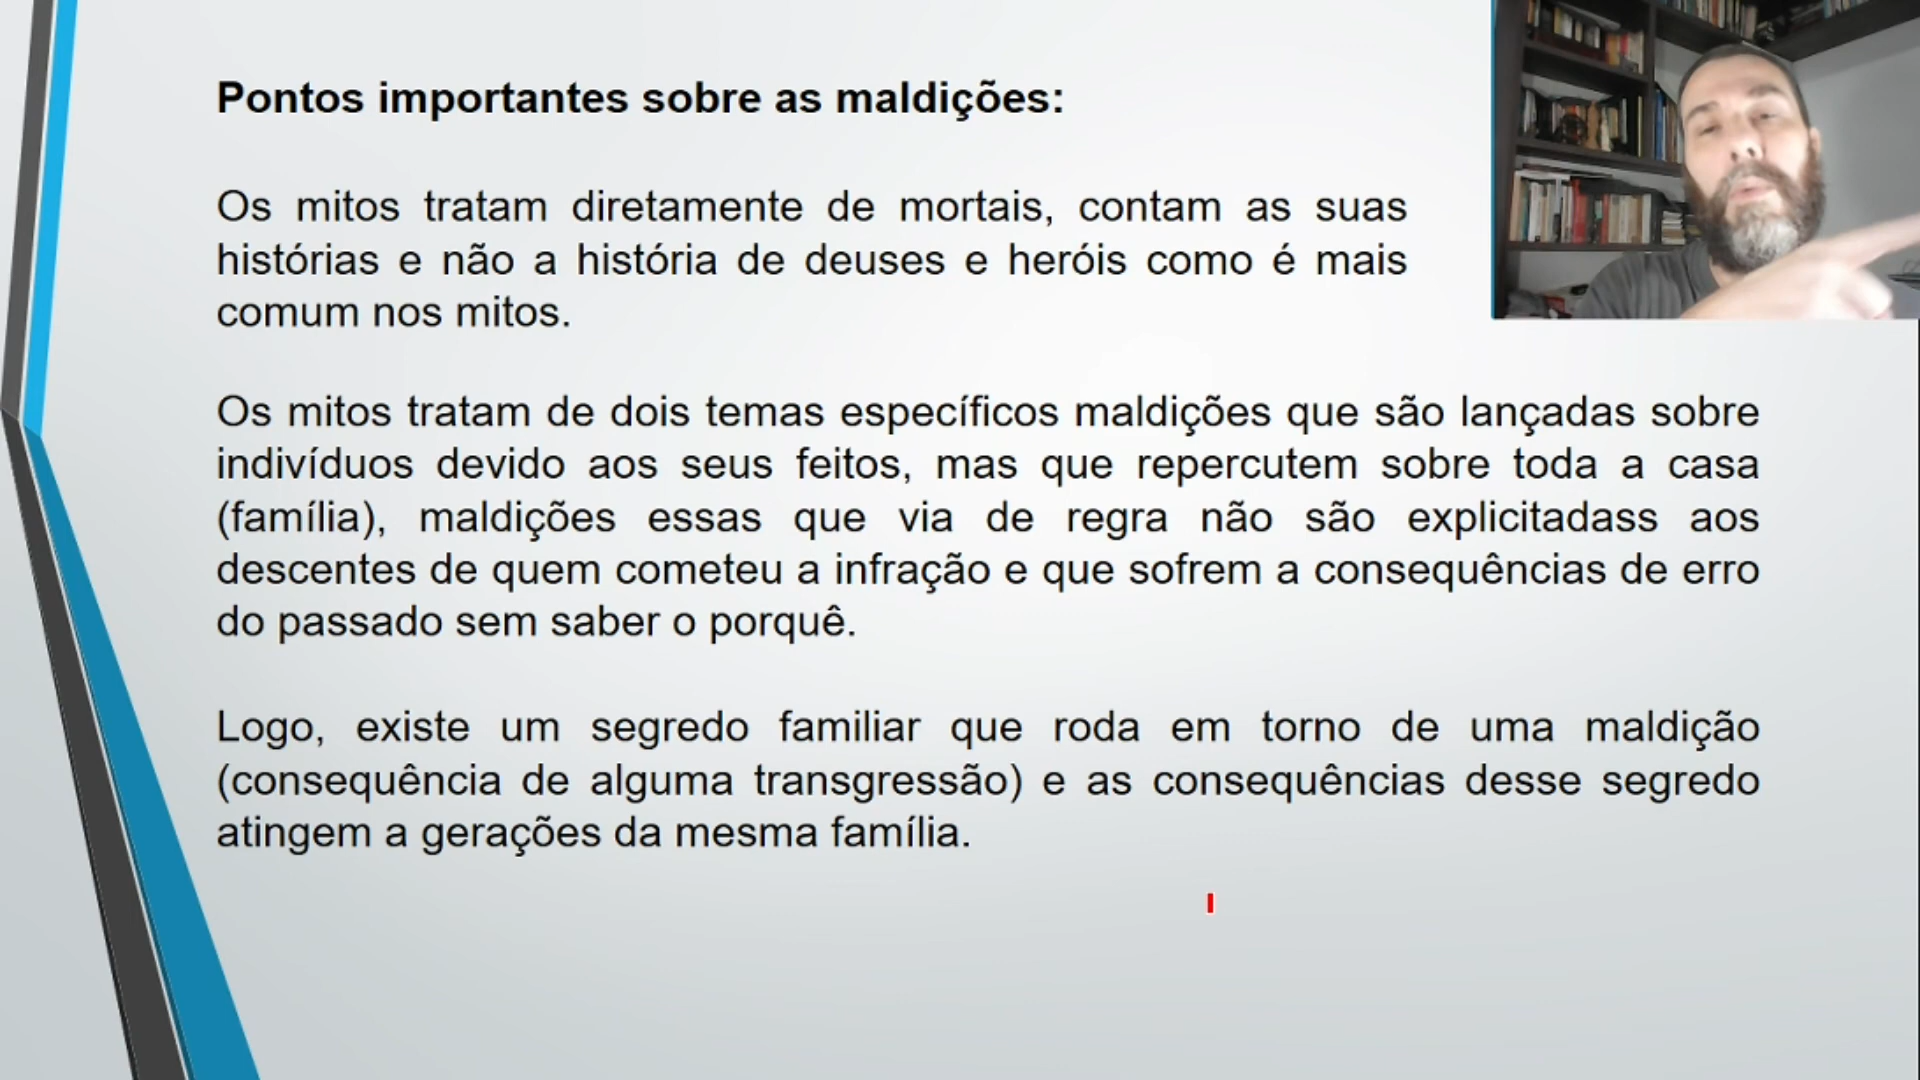 Pontos importantes sobre as maldições:
Os mitos tratam diretamente de mortais, contam as suas
histórias e não a história de deuses e heróis como é mais
comum nos mitos.
Os mitos tratam de dois temas específicos maldições que são lançadas sobre
indivíduos devido aos seus feitos, mas que repercutem sobre toda a casa
(família), maldições essas que via de regra não são explicitadass aos
descentes de quem cometeu a infração e que sofrem a consequências de erro
do passado sem saber o porquê.
Logo, existe um segredo familiar que roda em torno de uma maldição
(consequência de alguma transgressão) e as consequências desse segredo
atingem a gerações da mesma família.